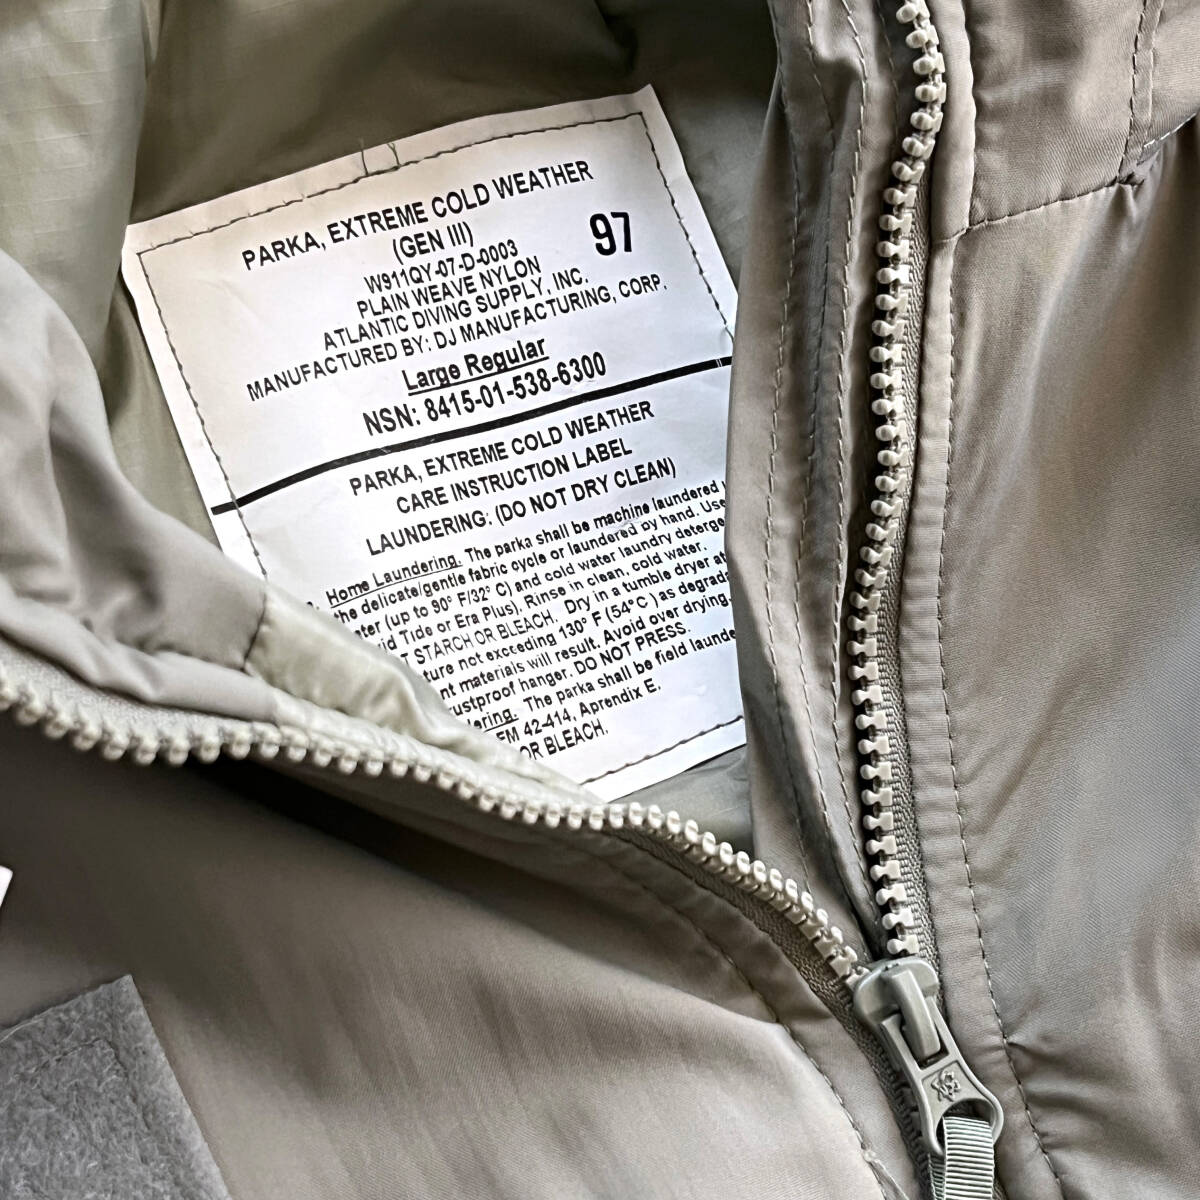 PARKA, EXTREME COLD WEATHER
(GEN III)
97
W911QY-07-D-0003
PLAIN WEAVE NYLON
ATLANTIC DIVING SUPPLY, INC.
MANUFACTURED BY: DJ MANUFACTURING, CORP.
Large Regular
NSN: 8415-01-538-6300
PARKA, EXTREME COLD WEATHER
CARE INSTRUCTION LABEL
LAUNDERING: (DO NOT DRY CLEAN)
Home Laundering. The parka shall be machine laundered
the delicate/gentle fabric cycle or laundered by hand. Use
ter (up to 90° F/32° C) and cold water laundry deterge
id Tide or Era Plus). Rinse in clean, cold water.
T STARCH OR BLEACH. Dry in a tumble dryer at
ture not exceeding 130° F (54°C) as degrad
nt materials will result. Avoid over drying.
ustproof hanger. DO NOT PRESS.
ering. The parka shall be field launde
FM 42-414, Aprendix E.
OR BLEACH.